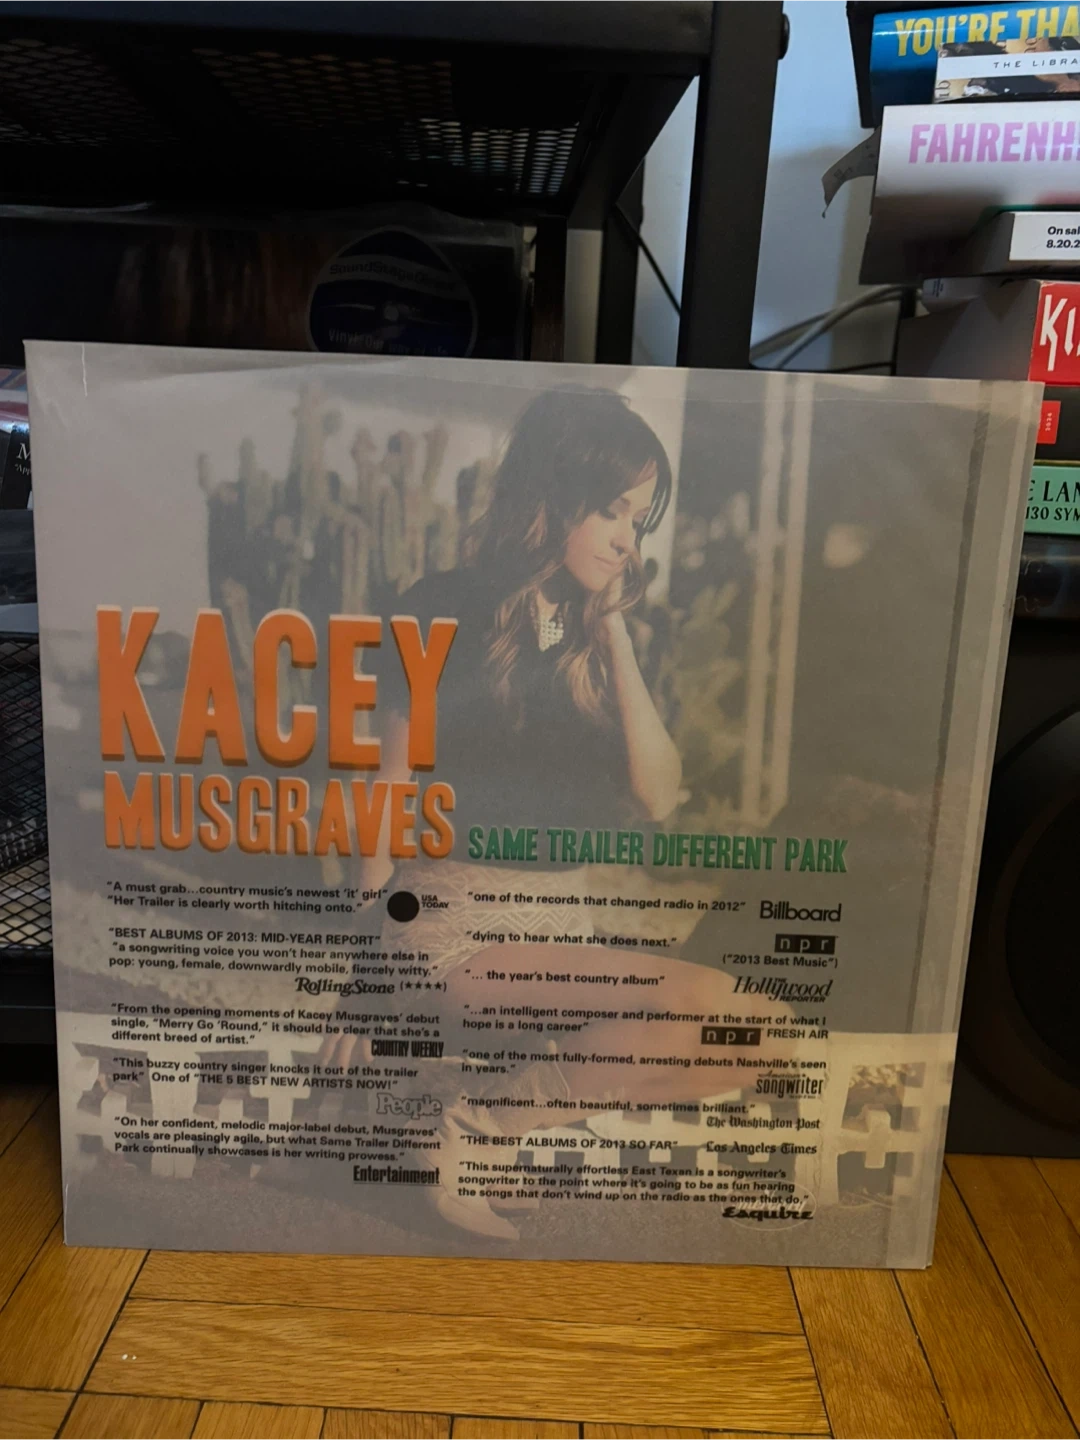 YOU'RE THA
THE LIBRA
FAHRENH
On sal
8.20.2
SoundStage
Vinyl: Our way of life
KI
2024
E LAN
130 SYM
KACEY
MUSGRAVES
SAME TRAILER DIFFERENT PARK
"A must grab...country music's newest 'it' girl"
"Her Trailer is clearly worth hitching onto."
USA
TODAY
"BEST ALBUMS OF 2013: MID-YEAR REPORT"
"a songwriting voice you won't hear anywhere else in
pop: young, female, downwardly mobile, fiercely witty."
RollingStone (★★★★)
"From the opening moments of Kacey Musgraves' debut
single, "Merry Go 'Round," it should be clear that she's a
different breed of artist."
COUNTRY WEEKLY
"This buzzy country singer knocks it out of the trailer
park" One of "THE 5 BEST NEW ARTISTS NOW!"
People
"On her confident, melodic major-label debut, Musgraves'
vocals are pleasingly agile, but what Same Trailer Different
Park continually showcases is her writing prowess."
Entertainment
"one of the records that changed radio in 2012"
Billboard
"dying to hear what she does next."
npr
("2013 Best Music")
"... the year's best country album"
Hollywood
REPORTER
"...an intelligent composer and performer at the start of what I
hope is a long career"
npr FRESH AIR
"one of the most fully-formed, arresting debuts Nashville's seen
in years."
American
songwriter
"magnificent...often beautiful, sometimes brilliant."
The Washington Post
"THE BEST ALBUMS OF 2013 SO FAR"
Los Angeles Times
"This supernaturally effortless East Texan is a songwriter's
songwriter to the point where it's going to be as fun hearing
the songs that don't wind up on the radio as the ones that do."
Esquire